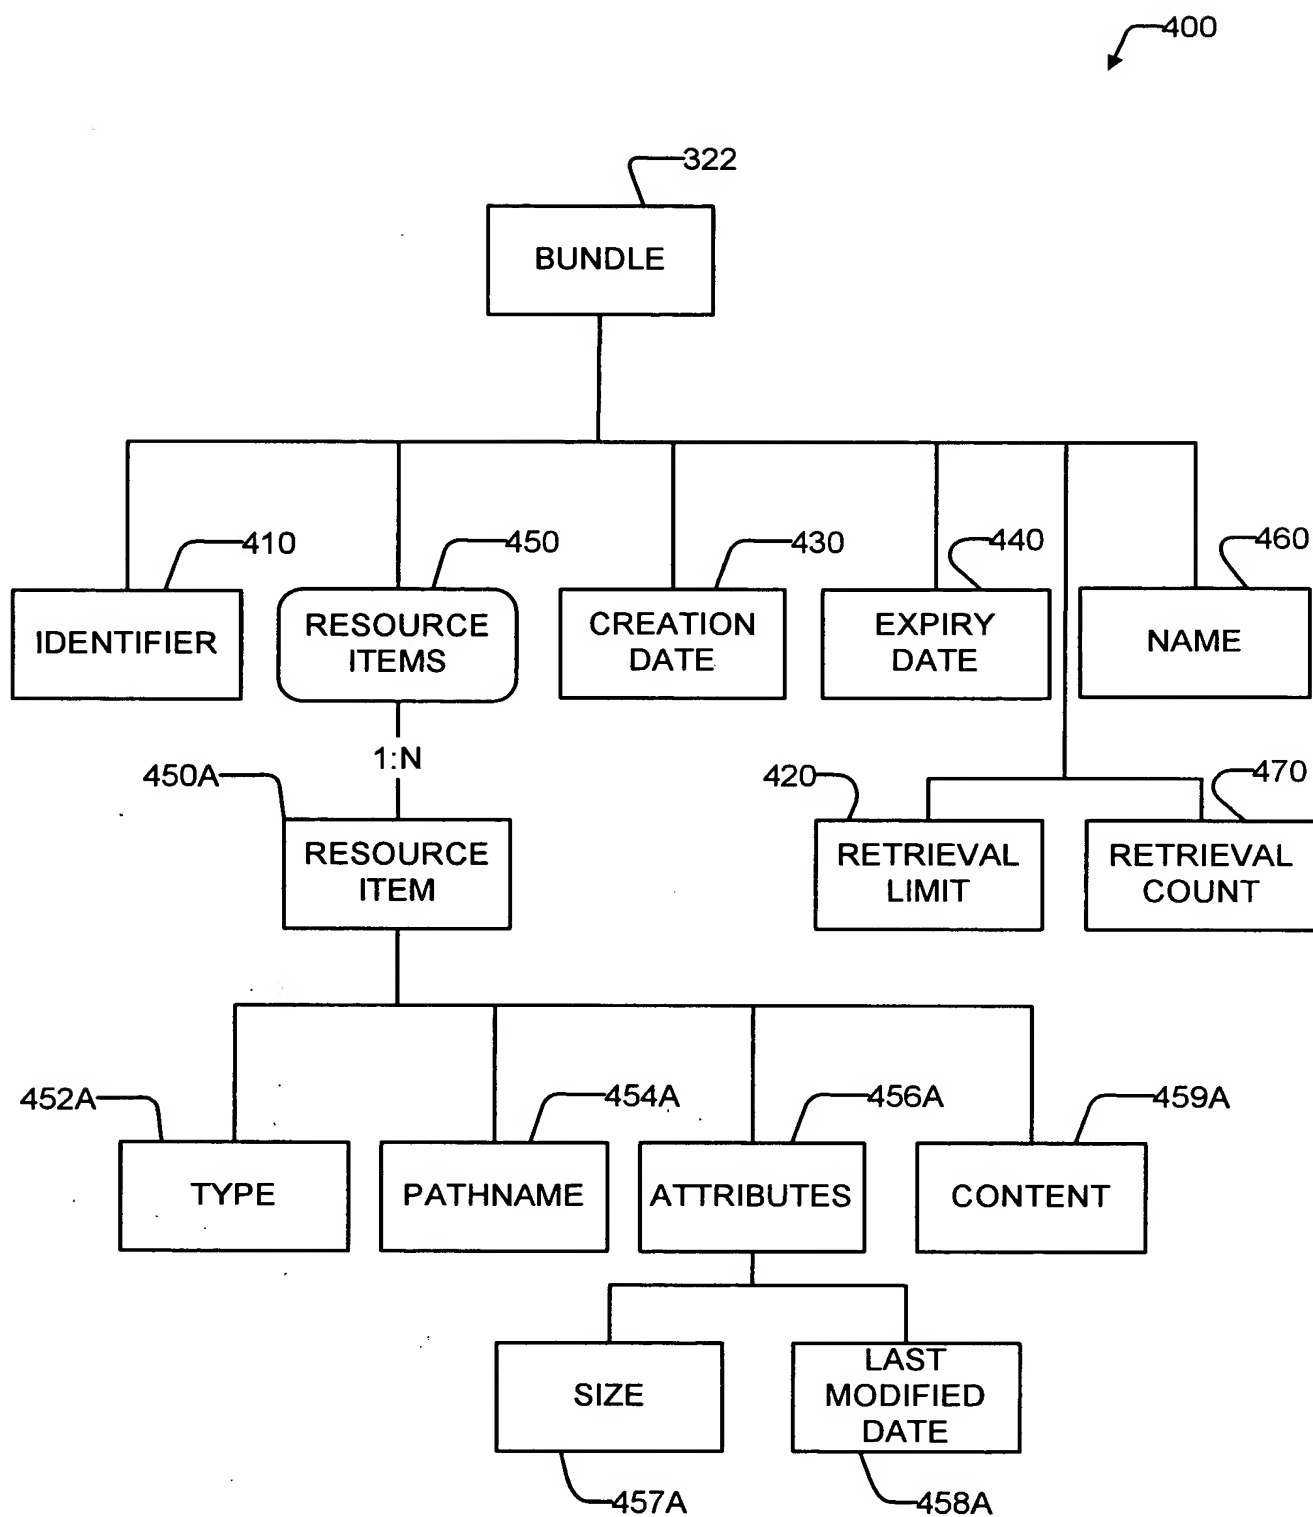 400
322
BUNDLE
410
450
430
440
460
IDENTIFIER
RESOURCE
ITEMS
CREATION
DATE
EXPIRY
DATE
NAME
1:N
450A
420
470
RESOURCE
ITEM
RETRIEVAL
LIMIT
RETRIEVAL
COUNT
452A
454A
456A
459A
TYPE
PATHNAME
ATTRIBUTES
CONTENT
SIZE
LAST
MODIFIED
DATE
457A
458A